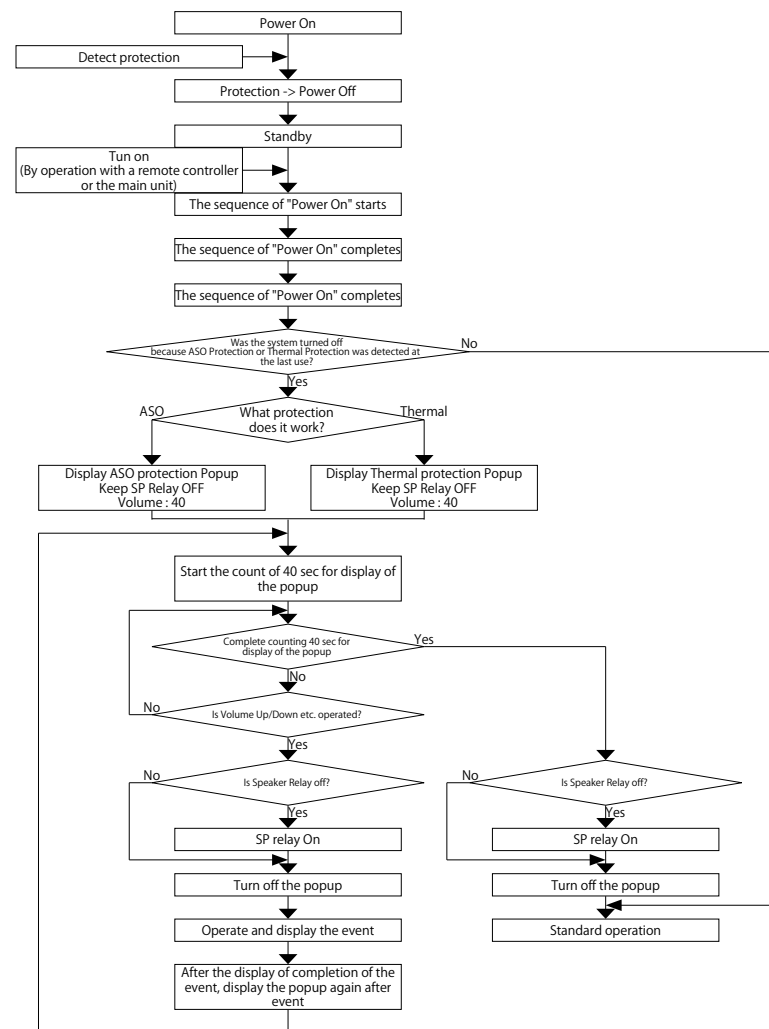 Power On
Detect protection
Protection -> Power Off
Standby
Tun on
(By operation with a remote controller
or the main unit)
The sequence of "Power On" starts
The sequence of "Power On" completes
The sequence of "Power On" completes
Was the system turned off
because ASO Protection or Thermal Protection was detected at
the last use?
No
Yes
ASO
What protection
does it work?
Thermal
Display ASO protection Popup
Keep SP Relay OFF
Volume : 40
Display Thermal protection Popup
Keep SP Relay OFF
Volume : 40
Start the count of 40 sec for display of
the popup
Complete counting 40 sec for
display of the popup
Yes
No
No
Is Volume Up/Down etc. operated?
Yes
No
Is Speaker Relay off?
No
Is Speaker Relay off?
Yes
Yes
SP relay On
SP relay On
Turn off the popup
Turn off the popup
Operate and display the event
Standard operation
After the display of completion of the
event, display the popup again after
event